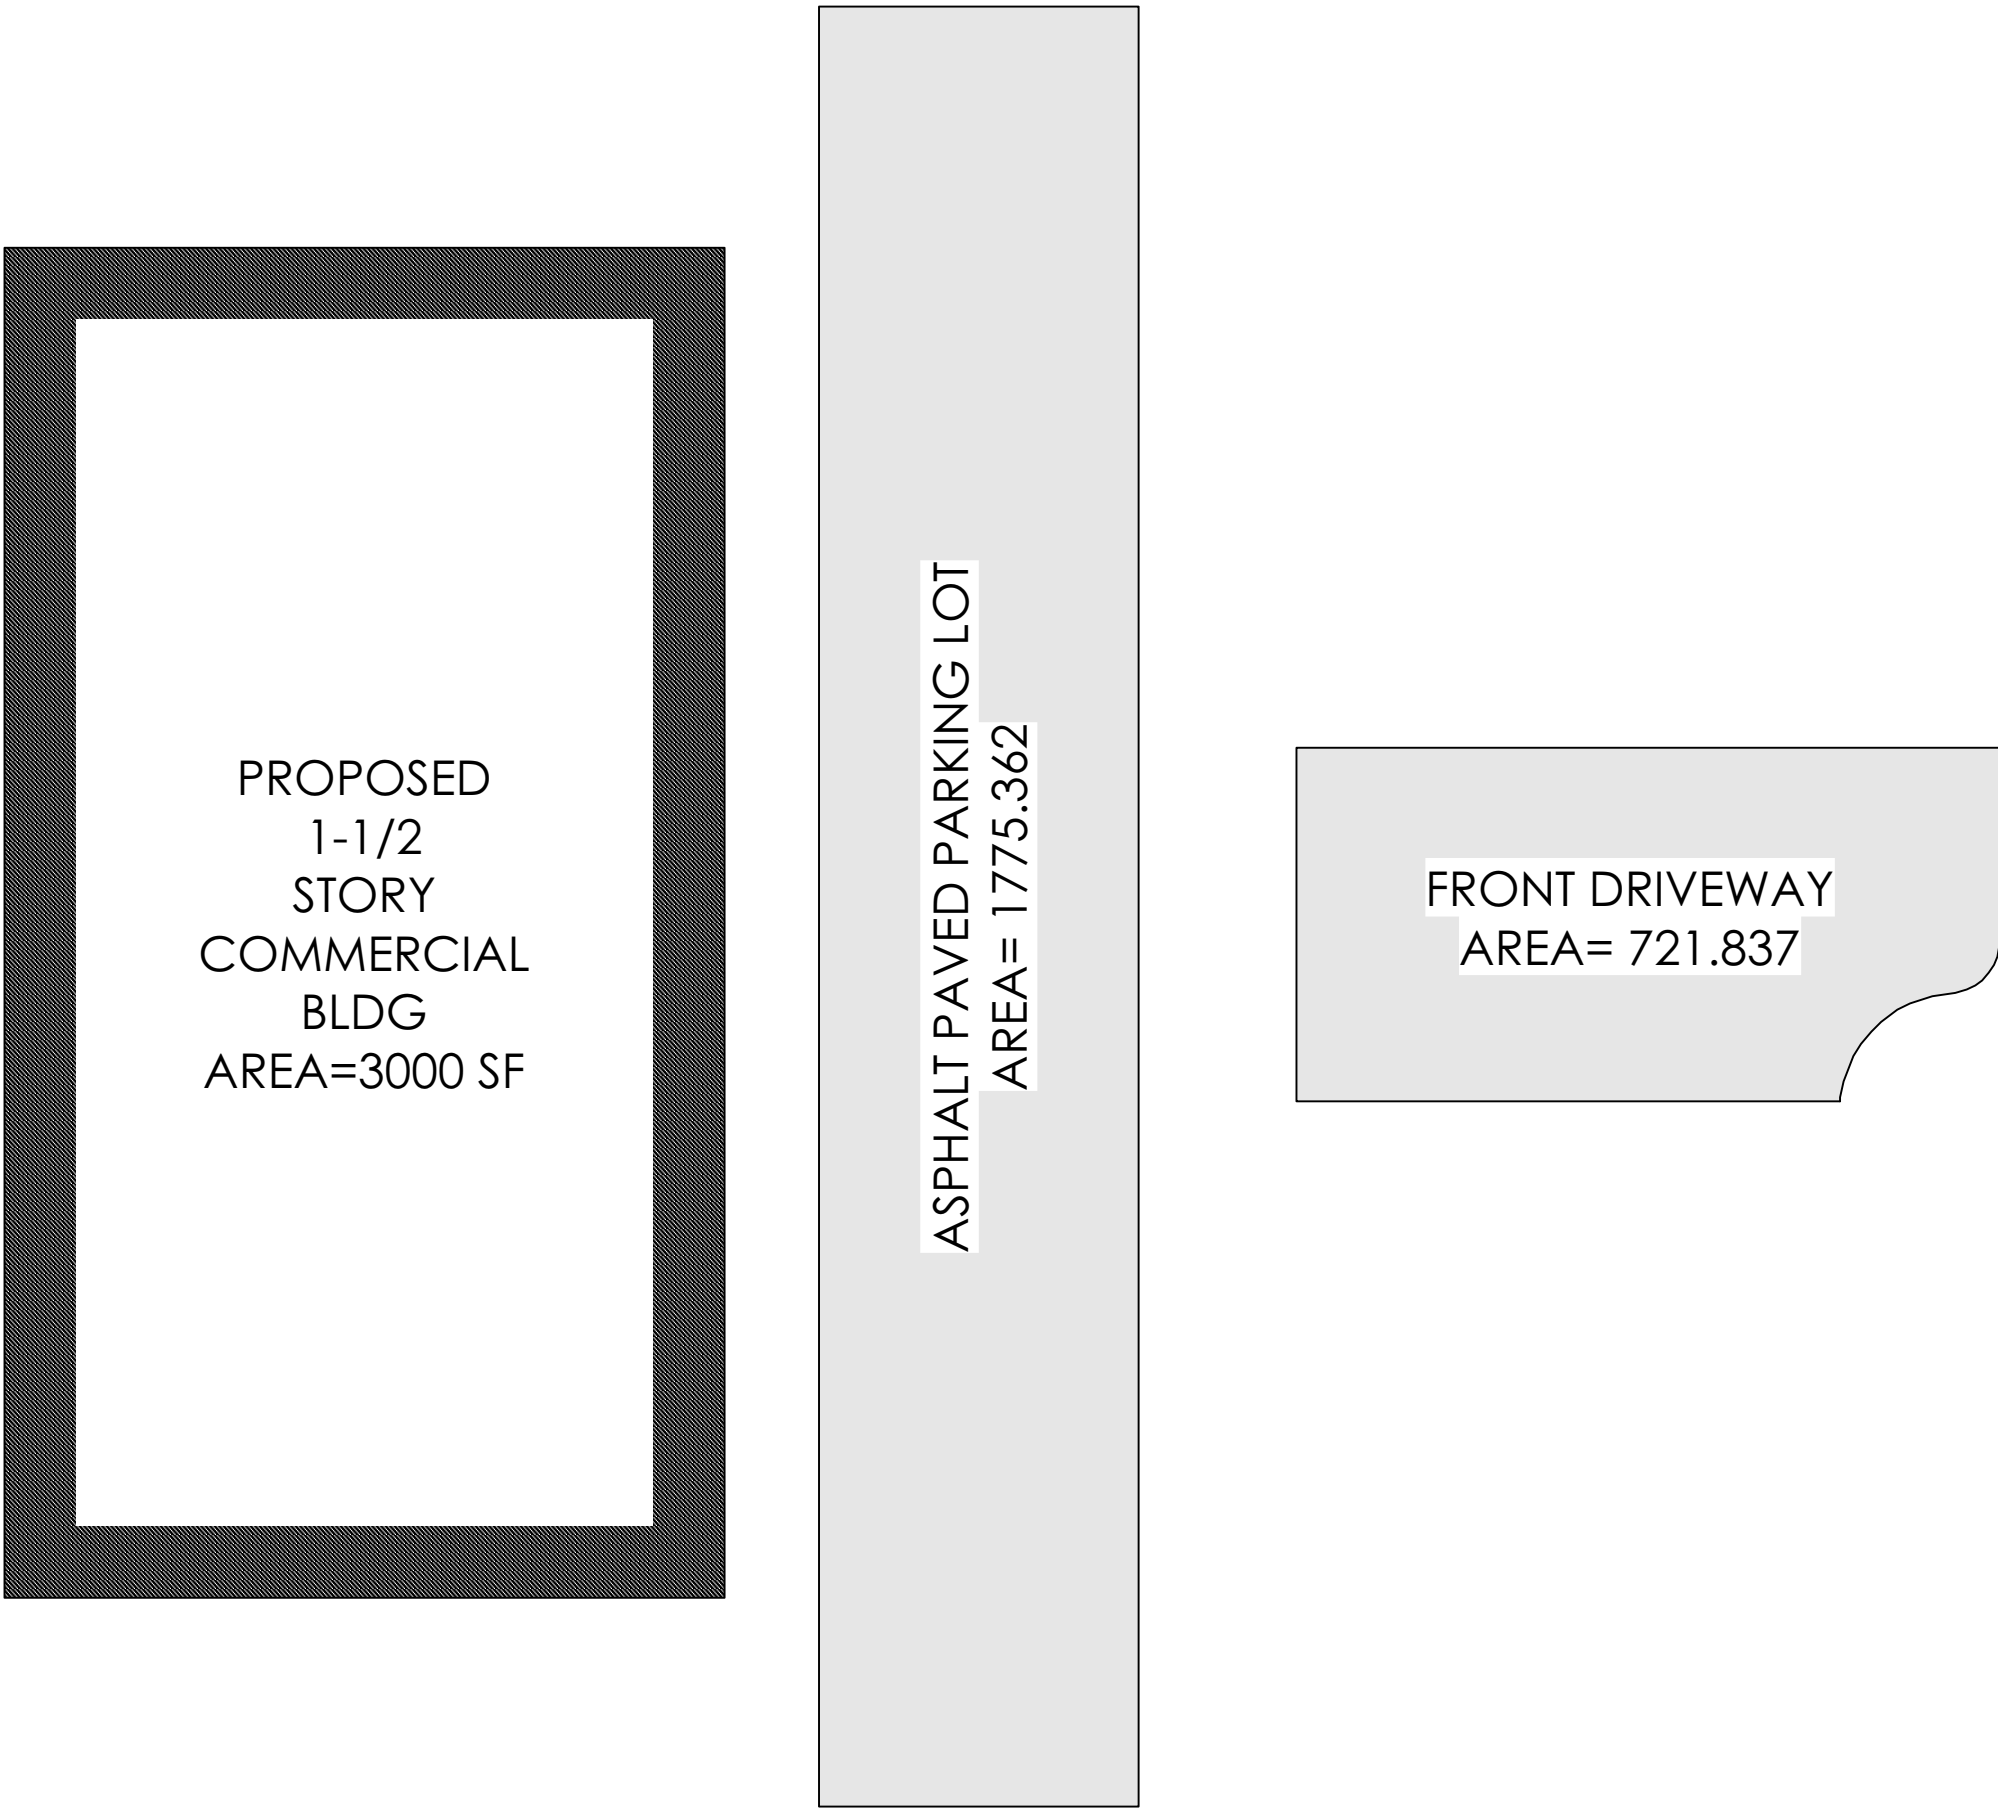 PROPOSED
1-1/2
STORY
COMMERCIAL
BLDG
AREA=3000 SF
ASPHALT PAVED PARKING LOT
AREA= 1775.362
FRONT DRIVEWAY
AREA= 721.837